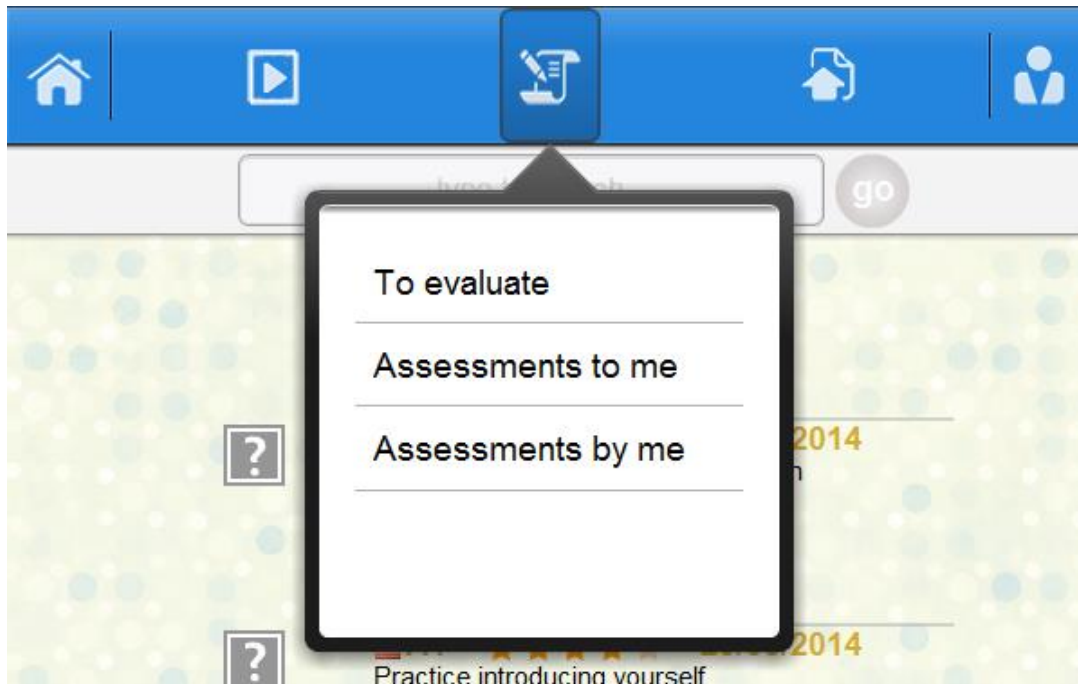 go
To evaluate
Assessments to me
Assessments by me
2014
2014
Practice introducing yourself